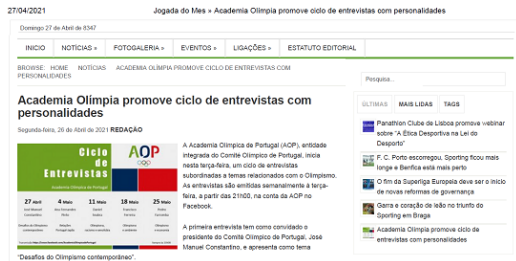 27/04/2021
Jogada do Mes » Academia Olímpia promove ciclo de entrevistas com personalidades
Domingo 27 de Abril de 8347
INICIO NOTÍCIAS » FOTOGALERIA » EVENTOS » LIGAÇÕES » ESTATUTO EDITORIAL
BROWSE: HOME NOTÍCIAS ACADEMIA OLÍMPIA PROMOVE CICLO DE ENTREVISTAS COM
PERSONALIDADES
Academia Olímpia promove ciclo de entrevistas com
personalidades
Segunda-feira, 26 de Abril de 2021 REDAÇÃO
Ciclo
de
Entrevistas
AOP
Academia Olímpica de Portugal
27 Abril 4 Maio 11 Maio 18 Maio 25 Maio
A Academia Olímpica de Portugal (AOP), entidade
integrada do Comité Olímpico de Portugal, inicia
nesta terça-feira, um ciclo de entrevistas
subordinadas a temas relacionados com o Olimpismo.
As entrevistas são emitidas semanalmente à terça-
feira, a partir das 21h00, na conta da AOP no
Facebook.
A primeira entrevista tem como convidado o
presidente do Comité Olímpico de Portugal, José
Manuel Constantino, e apresenta como tema
"Desafios do Olimpismo contemporâneo".
Pesquisa...
ÚLTIMAS MAIS LIDAS TAGS
Panathlon Clube de Lisboa promove webinar
sobre "A Ética Desportiva na Lei do
Desporto"
F. C. Porto escorregou, Sporting ficou mais
longe e Benfica está mais perto
O fim da Superliga Europeia deve ser o início
de novas reformas de governança
Garra e coração de leão no triunfo do
Sporting em Braga
Academia Olímpia promove ciclo de
entrevistas com personalidades